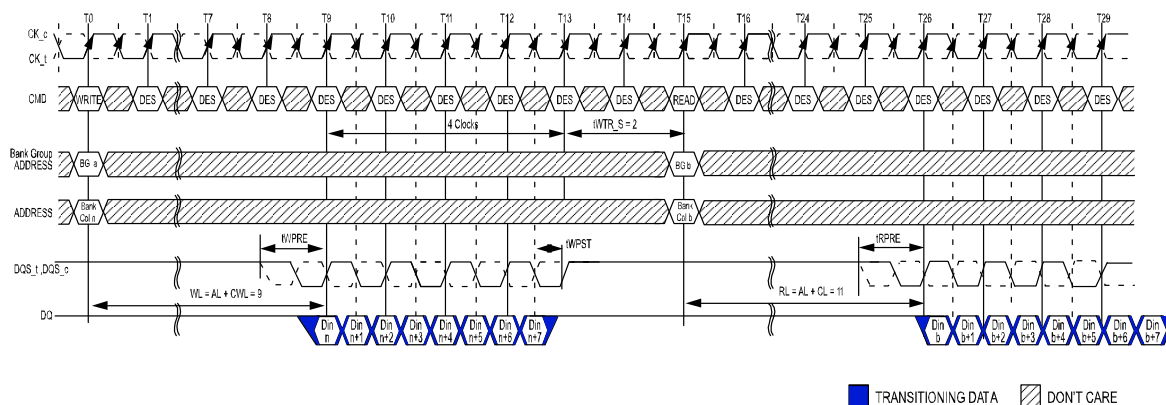 T0 T1 T7 T8 T9 T10 T11 T12 T13 T14 T15 T16 T24 T25 T26 T27 T28 T29
CK_c
CK_t
CMD WRITE DES DES DES DES DES DES DES DES DES READ DES DES DES DES DES DES DES
4 Clocks tWTR_S = 2
Bank Group
ADDRESS BG a BG b
ADDRESS Bank Col n Bank Col b
tWPRE tWPST tRPRE
DQS_t ,DQS_c
WL = AL + CWL = 9 RL = AL + CL = 11
DQ Din n Din n+1 Din n+2 Din n+3 Din n+4 Din n+5 Din n+6 Din n+7 Din b Din b+1 Din b+2 Din b+3 Din b+4 Din b+5 Din b+6 Din b+7
TRANSITIONING DATA DON'T CARE